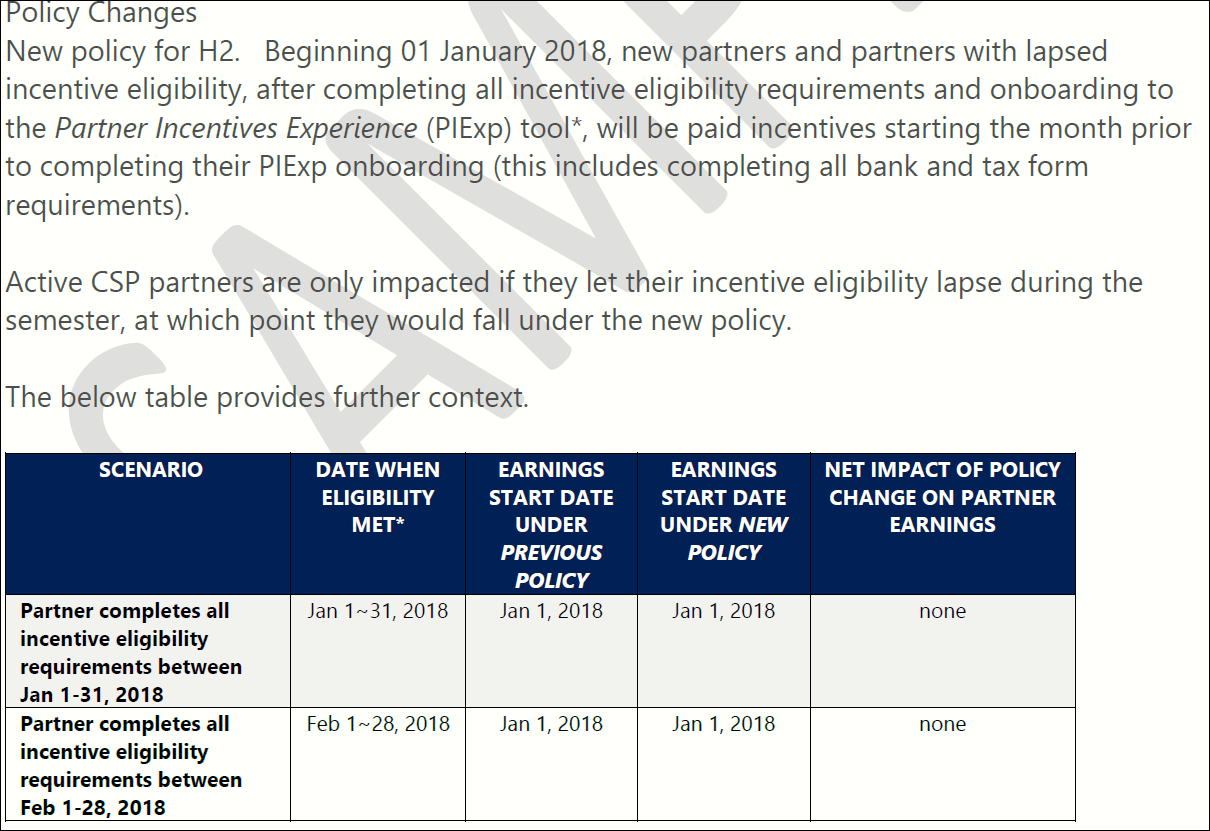 Policy Changes
New policy for H2.   Beginning 01 January 2018, new partners and partners with lapsed
incentive eligibility, after completing all incentive eligibility requirements and onboarding to
the Partner Incentives Experience (PIExp) tool*, will be paid incentives starting the month prior
to completing their PIExp onboarding (this includes completing all bank and tax form
requirements).
Active CSP partners are only impacted if they let their incentive eligibility lapse during the
semester, at which point they would fall under the new policy.
The below table provides further context.
SCENARIO
DATE WHEN
ELIGIBILITY
MET*
EARNINGS
START DATE
UNDER
PREVIOUS
POLICY
EARNINGS
START DATE
UNDER NEW
POLICY
NET IMPACT OF POLICY
CHANGE ON PARTNER
EARNINGS
Partner completes all
incentive eligibility
requirements between
Jan 1-31, 2018
Jan 1~31, 2018
Jan 1, 2018
Jan 1, 2018
none
Partner completes all
incentive eligibility
requirements between
Feb 1-28, 2018
Feb 1~28, 2018
Jan 1, 2018
Jan 1, 2018
none